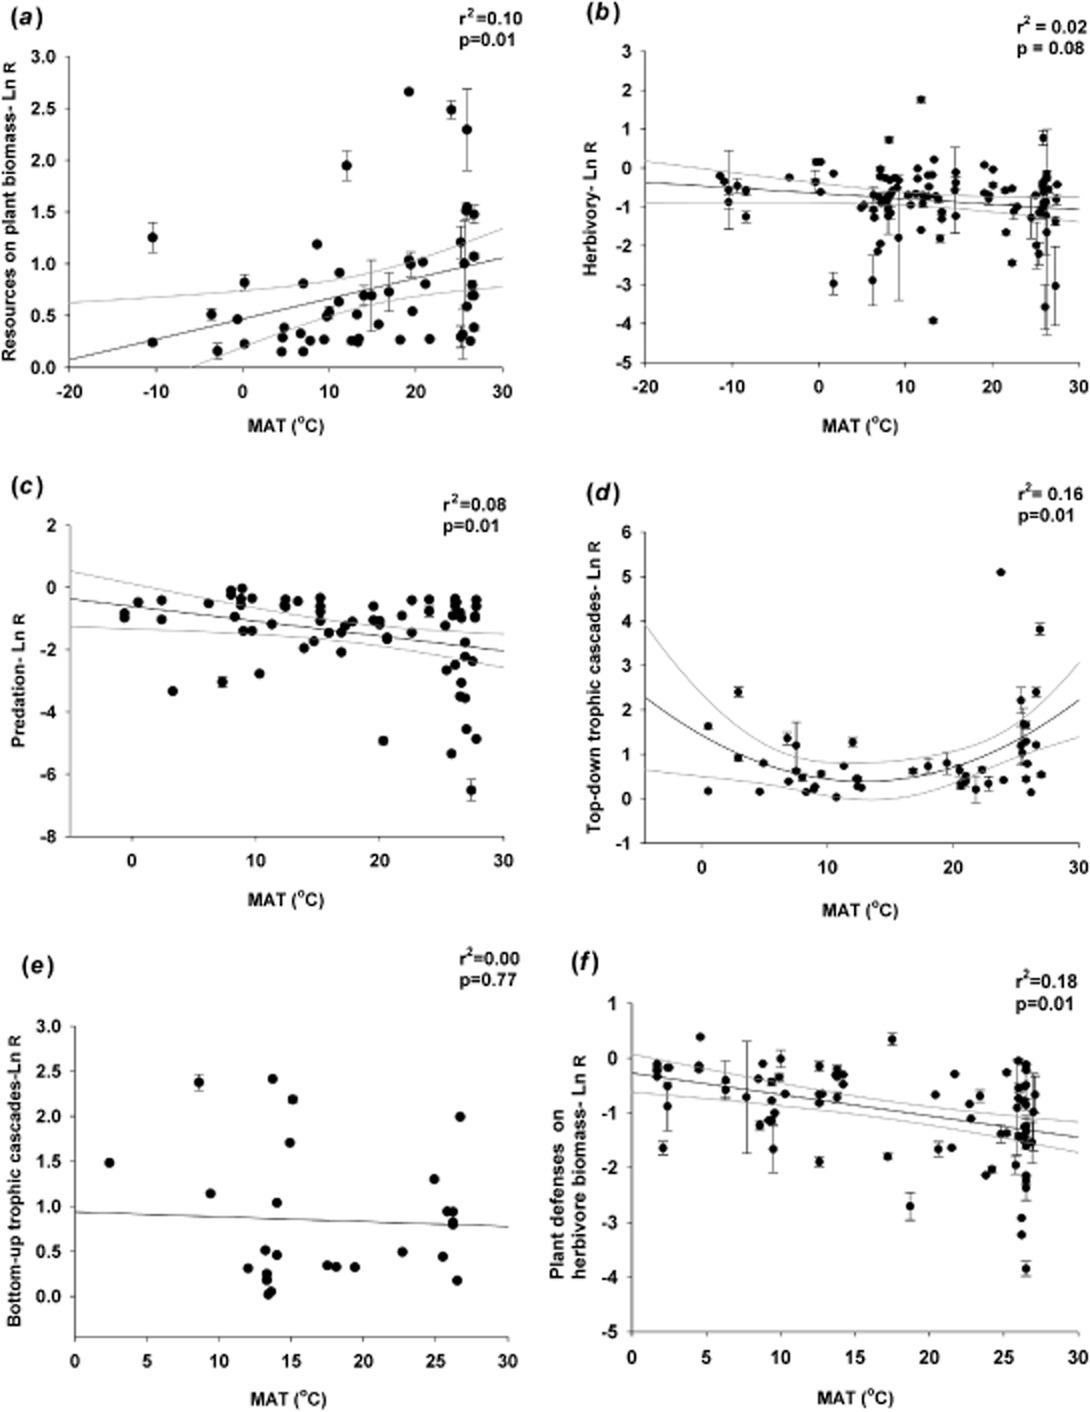 (a)
r²=0.10
p=0.01
Resources on plant biomass- Ln R
3.0
2.5
2.0
1.5
1.0
0.5
0.0
-20 -10 0 10 20 30
MAT (°C)
(b)
r² = 0.02
p = 0.08
Herbivory- Ln R
3
2
1
0
-1
-2
-3
-4
-5
-20 -10 0 10 20 30
MAT (°C)
(c)
r²=0.08
p=0.01
Predation- Ln R
2
0
-2
-4
-6
-8
0 10 20 30
MAT (°C)
(d)
r²= 0.16
p=0.01
Top-down trophic cascades- Ln R
6
5
4
3
2
1
0
-1
0 10 20 30
MAT (°C)
(e)
r²=0.00
p=0.77
Bottom-up trophic cascades-Ln R
3.0
2.5
2.0
1.5
1.0
0.5
0.0
0 5 10 15 20 25 30
MAT (°C)
(f)
r²=0.18
p=0.01
Plant defenses on
herbivore biomass- Ln R
1
0
-1
-2
-3
-4
-5
0 5 10 15 20 25 30
MAT (°C)